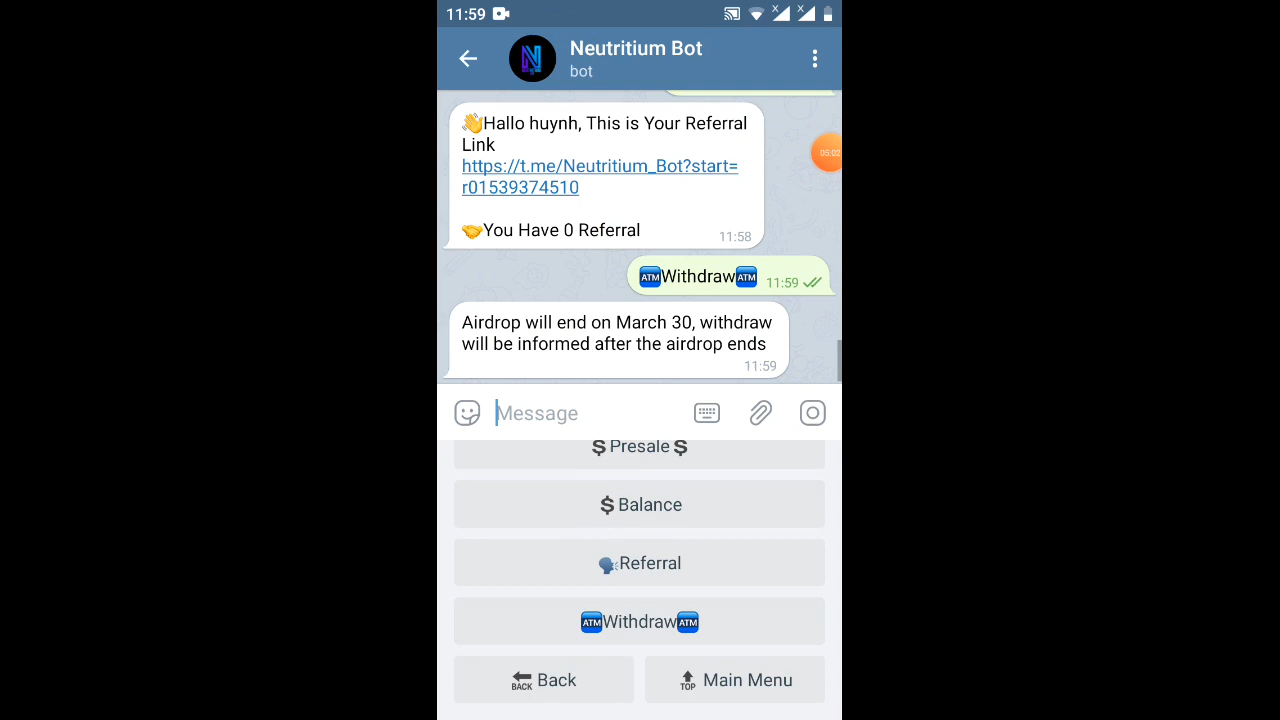 11:59
Neutritium Bot
bot
👋Hallo huynh, This is Your Referral
Link
https://t.me/Neutritium_Bot?start=
r01539374510
🤝You Have 0 Referral
11:58
05:02
🏧Withdraw🏧 11:59
Airdrop will end on March 30, withdraw
will be informed after the airdrop ends
11:59
Message
💲Presale💲
💲Balance
🗣Referral
🏧Withdraw🏧
🔙 Back
🔝 Main Menu